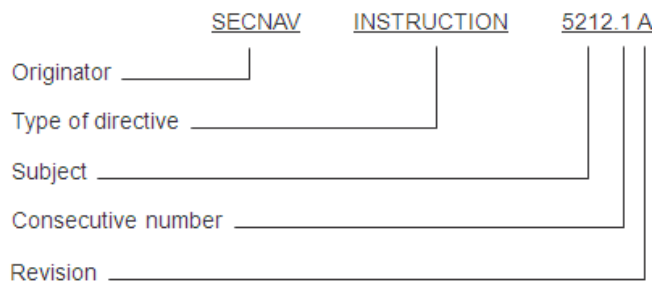 SECNAV INSTRUCTION 5212.1 A
Originator
Type of directive
Subject
Consecutive number
Revision